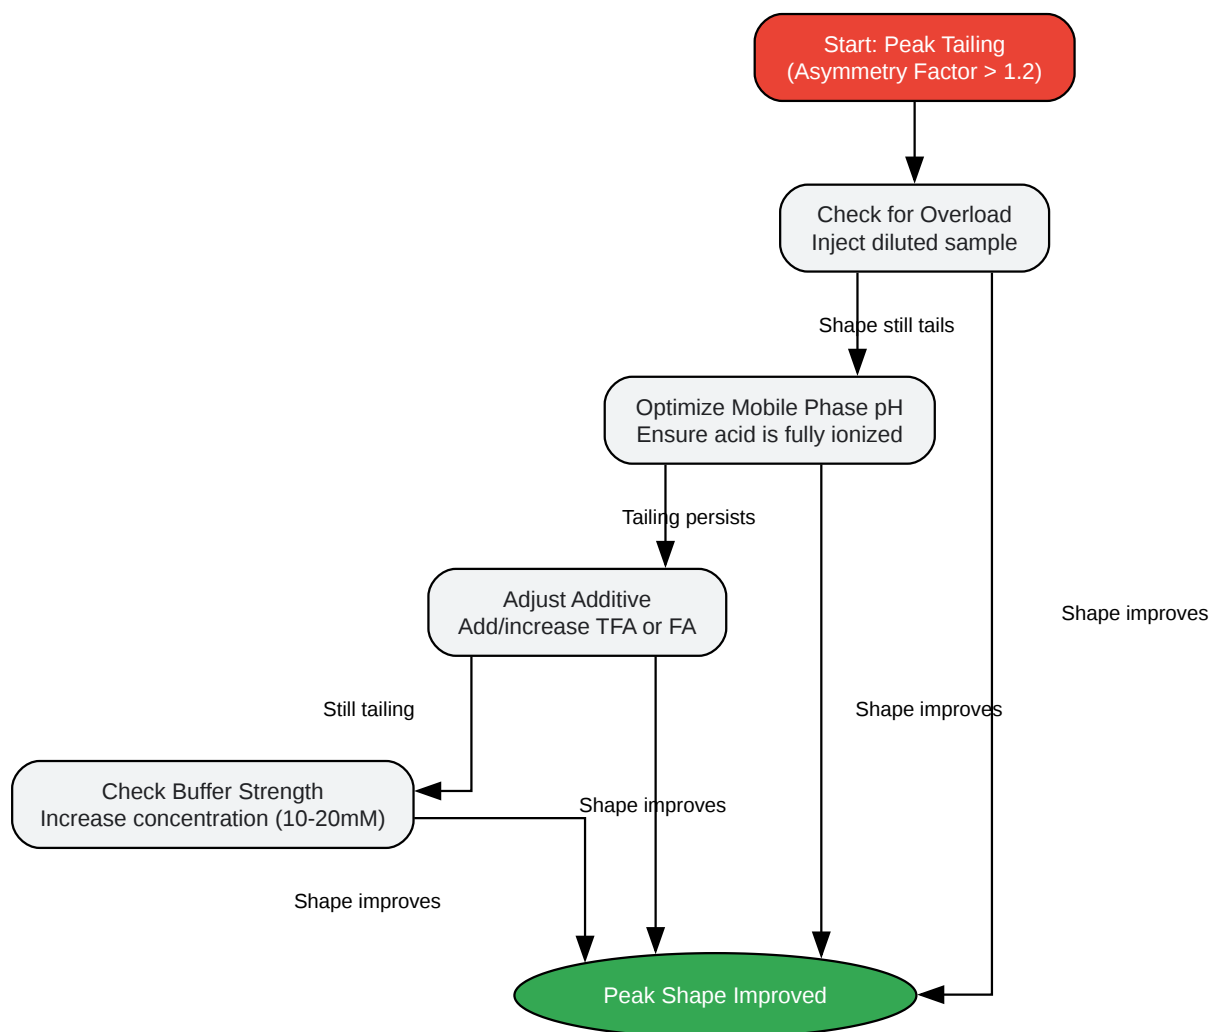 Start: Peak Tailing
(Asymmetry Factor > 1.2)
Check for Overload
Inject diluted sample
Shape still tails
Optimize Mobile Phase pH
Ensure acid is fully ionized
Tailing persists
Adjust Additive
Add/increase TFA or FA
Shape improves
Still tailing
Shape improves
Check Buffer Strength
Increase concentration (10-20mM)
Shape improves
Shape improves
Peak Shape Improved